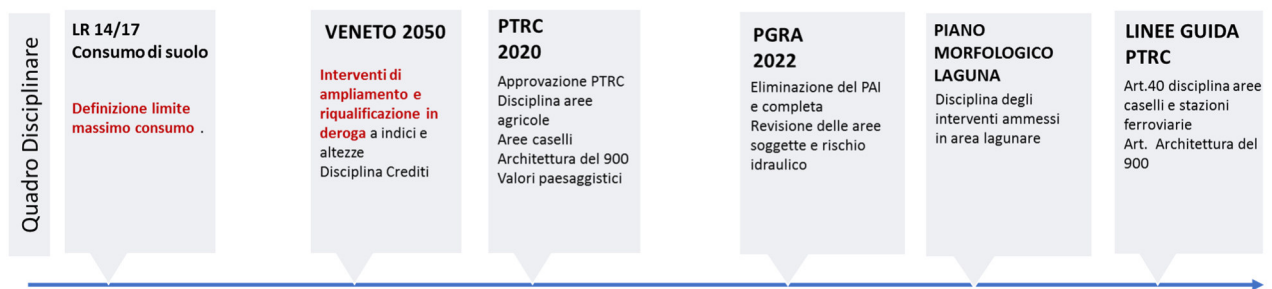 Quadro Disciplinare
LR 14/17
Consumo di suolo
Definizione limite
massimo consumo .
VENETO 2050
Interventi di
ampliamento e
riqualificazione in
deroga a indici e
altezze
Disciplina Crediti
PTRC
2020
Approvazione PTRC
Disciplina aree
agricole
Aree caselli
Architettura del 900
Valori paesaggistici
PGRA
2022
Eliminazione del PAI
e completa
Revisione delle aree
soggette e rischio
idraulico
PIANO
MORFOLOGICO
LAGUNA
Disciplina degli
interventi ammessi
in area lagunare
LINEE GUIDA
PTRC
Art.40 disciplina aree
caselli e stazioni
ferroviarie
Art. Architettura del
900